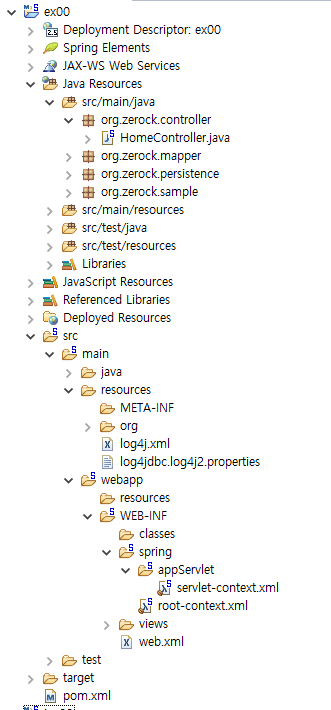 ex00
Deployment Descriptor: ex00
Spring Elements
JAX-WS Web Services
Java Resources
src/main/java
org.zerock.controller
HomeController.java
org.zerock.mapper
org.zerock.persistence
org.zerock.sample
src/main/resources
src/test/java
src/test/resources
Libraries
JavaScript Resources
Referenced Libraries
Deployed Resources
src
main
java
resources
META-INF
org
log4j.xml
log4jdbc.log4j2.properties
webapp
resources
WEB-INF
classes
spring
appServlet
servlet-context.xml
root-context.xml
views
web.xml
test
target
pom.xml